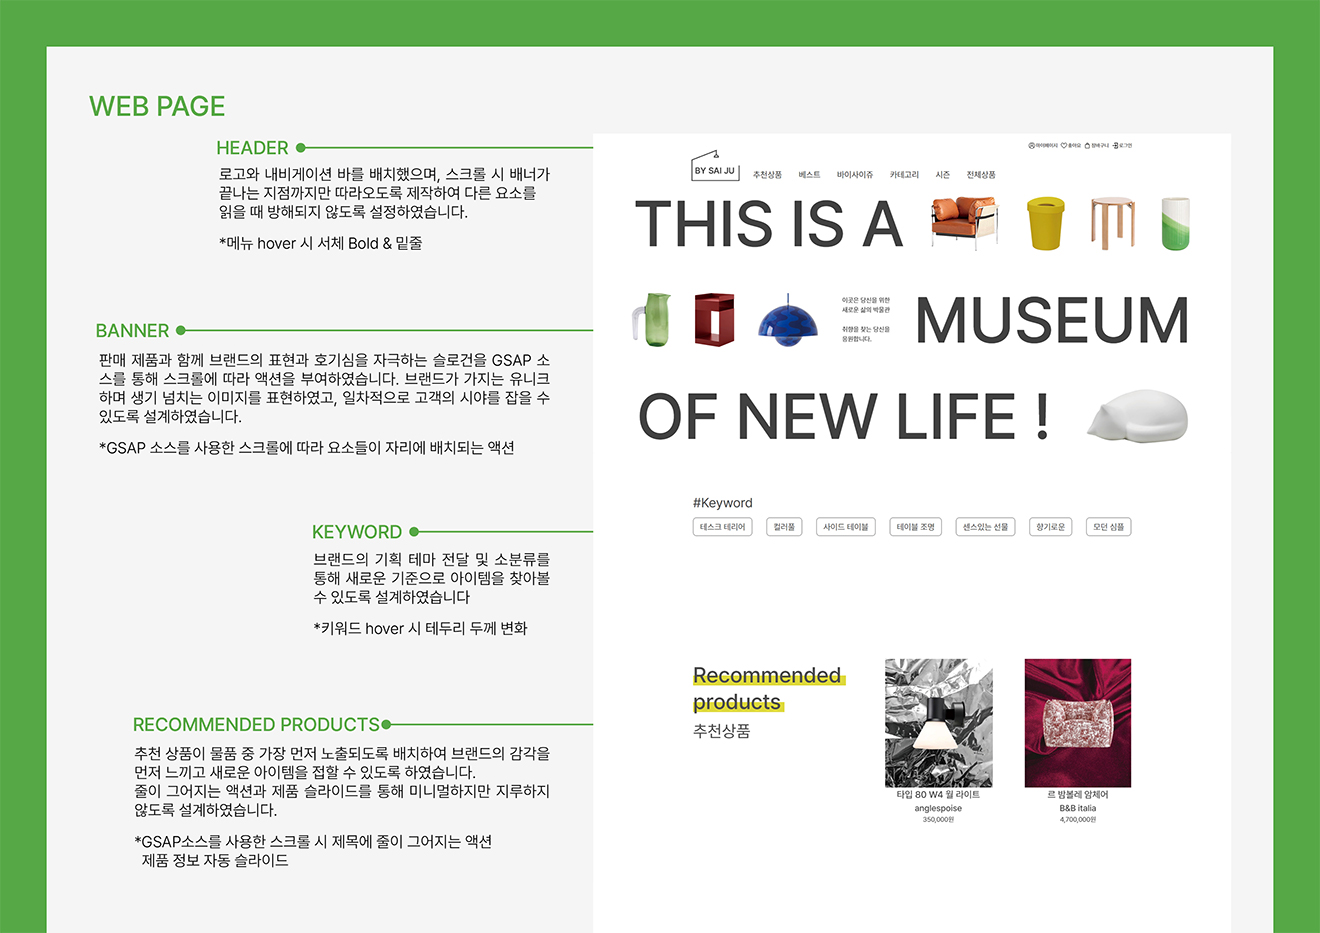 WEB PAGE
HEADER
로고와 내비게이션 바를 배치했으며, 스크롤 시 배너가
끝나는 지점까지만 따라오도록 제작하여 다른 요소를
읽을 때 방해되지 않도록 설정하였습니다.
*메뉴 hover 시 서체 Bold & 밑줄
BANNER
판매 제품과 함께 브랜드의 표현과 호기심을 자극하는 슬로건을 GSAP 소
스를 통해 스크롤에 따라 액션을 부여하였습니다. 브랜드가 가지는 유니크
하며 생기 넘치는 이미지를 표현하였고, 일차적으로 고객의 시야를 잡을 수
있도록 설계하였습니다.
*GSAP 소스를 사용한 스크롤에 따라 요소들이 자리에 배치되는 액션
KEYWORD
브랜드의 기획 테마 전달 및 소분류를
통해 새로운 기준으로 아이템을 찾아볼
수 있도록 설계하였습니다
*키워드 hover 시 테두리 두께 변화
RECOMMENDED PRODUCTS
추천 상품이 물품 중 가장 먼저 노출되도록 배치하여 브랜드의 감각을
먼저 느끼고 새로운 아이템을 접할 수 있도록 하였습니다.
줄이 그어지는 액션과 제품 슬라이드를 통해 미니멀하지만 지루하지
않도록 설계하였습니다.
*GSAP소스를 사용한 스크롤 시 제목에 줄이 그어지는 액션
제품 정보 자동 슬라이드
마이페이지 좋아요 장바구니 로그인
BY SAI JU
추천상품 베스트 바이사이쥬 카테고리 시즌 전체상품
THIS IS A
이곳은 당신을 위한
새로운 삶의 박물관
취향을 찾는 당신을
응원합니다.
MUSEUM
OF NEW LIFE !
#Keyword
데스크 테리어 컬러풀 사이드 테이블 테이블 조명 센스있는 선물 향기로운 모던 심플
Recommended
products
추천상품
타입 80 W4 월 라이트
anglespoise
350,000원
르 밤볼레 암체어
B&B italia
4,700,000원